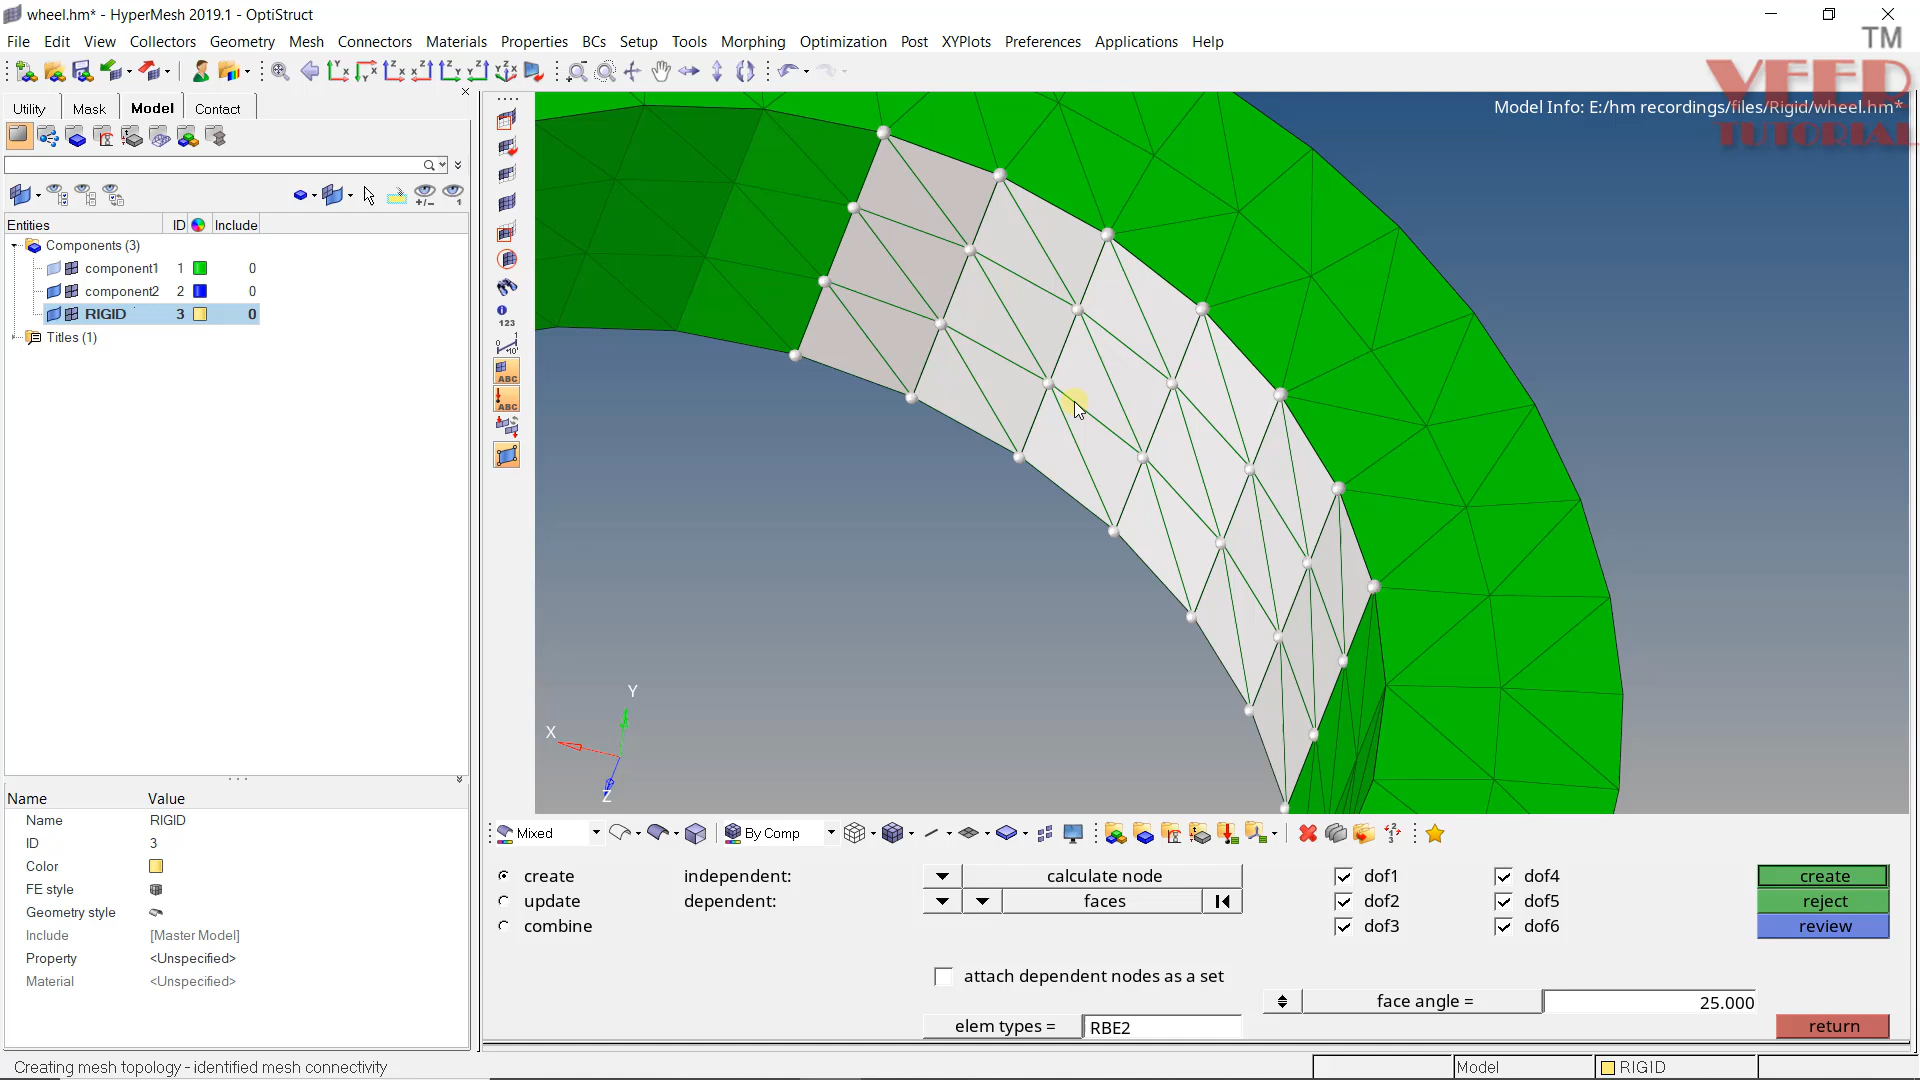 wheel.hm* - HyperMesh 2019.1 - OptiStruct
File Edit View Collectors Geometry Mesh Connectors Materials Properties BCs Setup Tools Morphing Optimization Post XYPlots Preferences Applications Help
TM
VEED
TUTORIAL
Utility Mask Model Contact
Model Info: E:/hm recordings/files/Rigid/wheel.hm*
Entities ID Include
Components (3)
component1 1 0
component2 2 0
RIGID 3 0
Titles (1)
123
ABC
ABC
Y
X
Z
Name Value
Name RIGID
ID 3
Color
FE style
Geometry style
Include [Master Model]
Property <Unspecified>
Material <Unspecified>
Mixed By Comp
create independent: calculate node dof1 dof4 create
update dependent: faces dof2 dof5 reject
combine dof3 dof6 review
attach dependent nodes as a set
face angle = 25.000
elem types = RBE2 return
Creating mesh topology - identified mesh connectivity Model RIGID